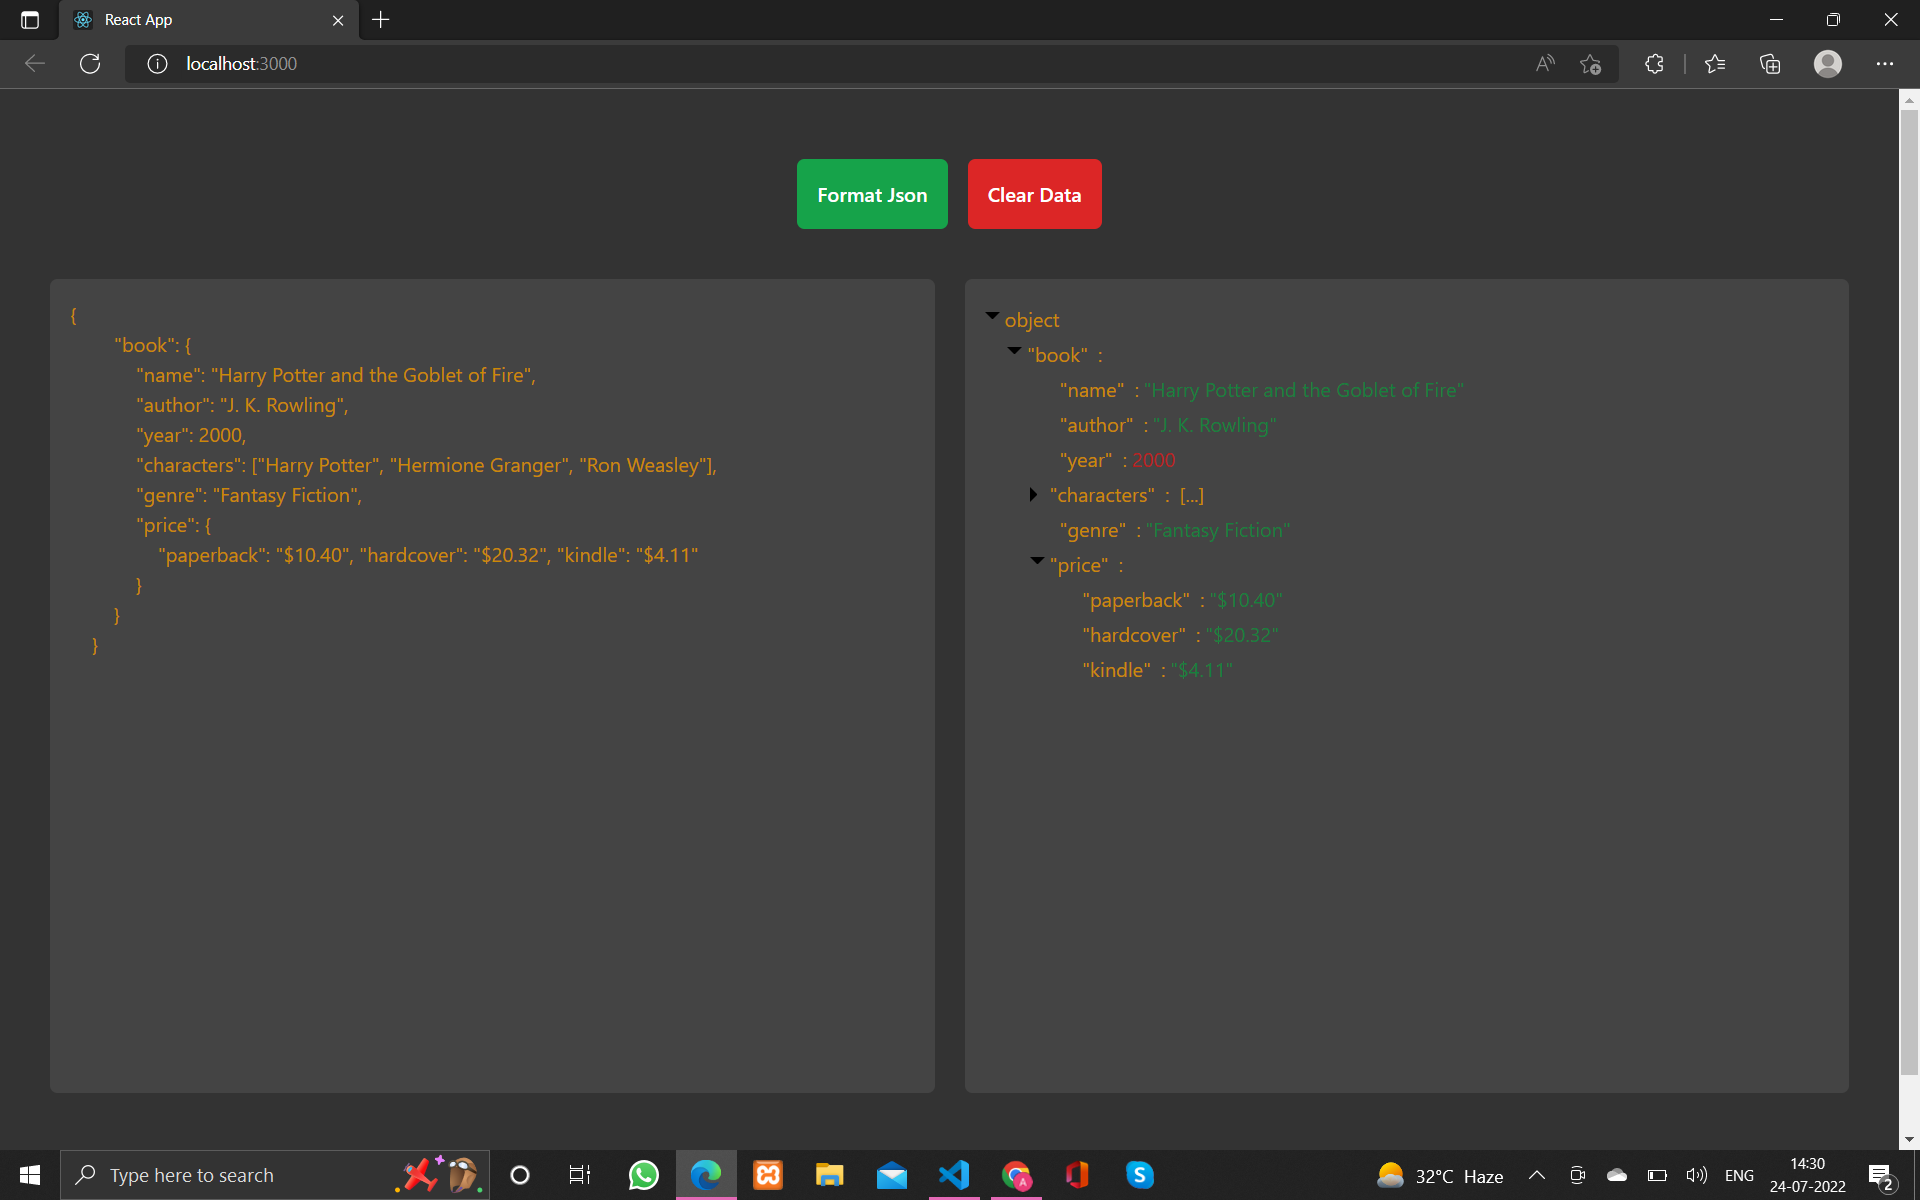 React App
localhost:3000
Format Json
Clear Data
{
"book": {
"name": "Harry Potter and the Goblet of Fire",
"author": "J. K. Rowling",
"year": 2000,
"characters": ["Harry Potter", "Hermione Granger", "Ron Weasley"],
"genre": "Fantasy Fiction",
"price": {
"paperback": "$10.40", "hardcover": "$20.32", "kindle": "$4.11"
}
}
}
object
"book" :
"name" : "Harry Potter and the Goblet of Fire"
"author" : "J. K. Rowling"
"year" : 2000
"characters" : [...]
"genre" : "Fantasy Fiction"
"price" :
"paperback" : "$10.40"
"hardcover" : "$20.32"
"kindle" : "$4.11"
Type here to search
A
S
32°C Haze
ENG
14:30
24-07-2022
2